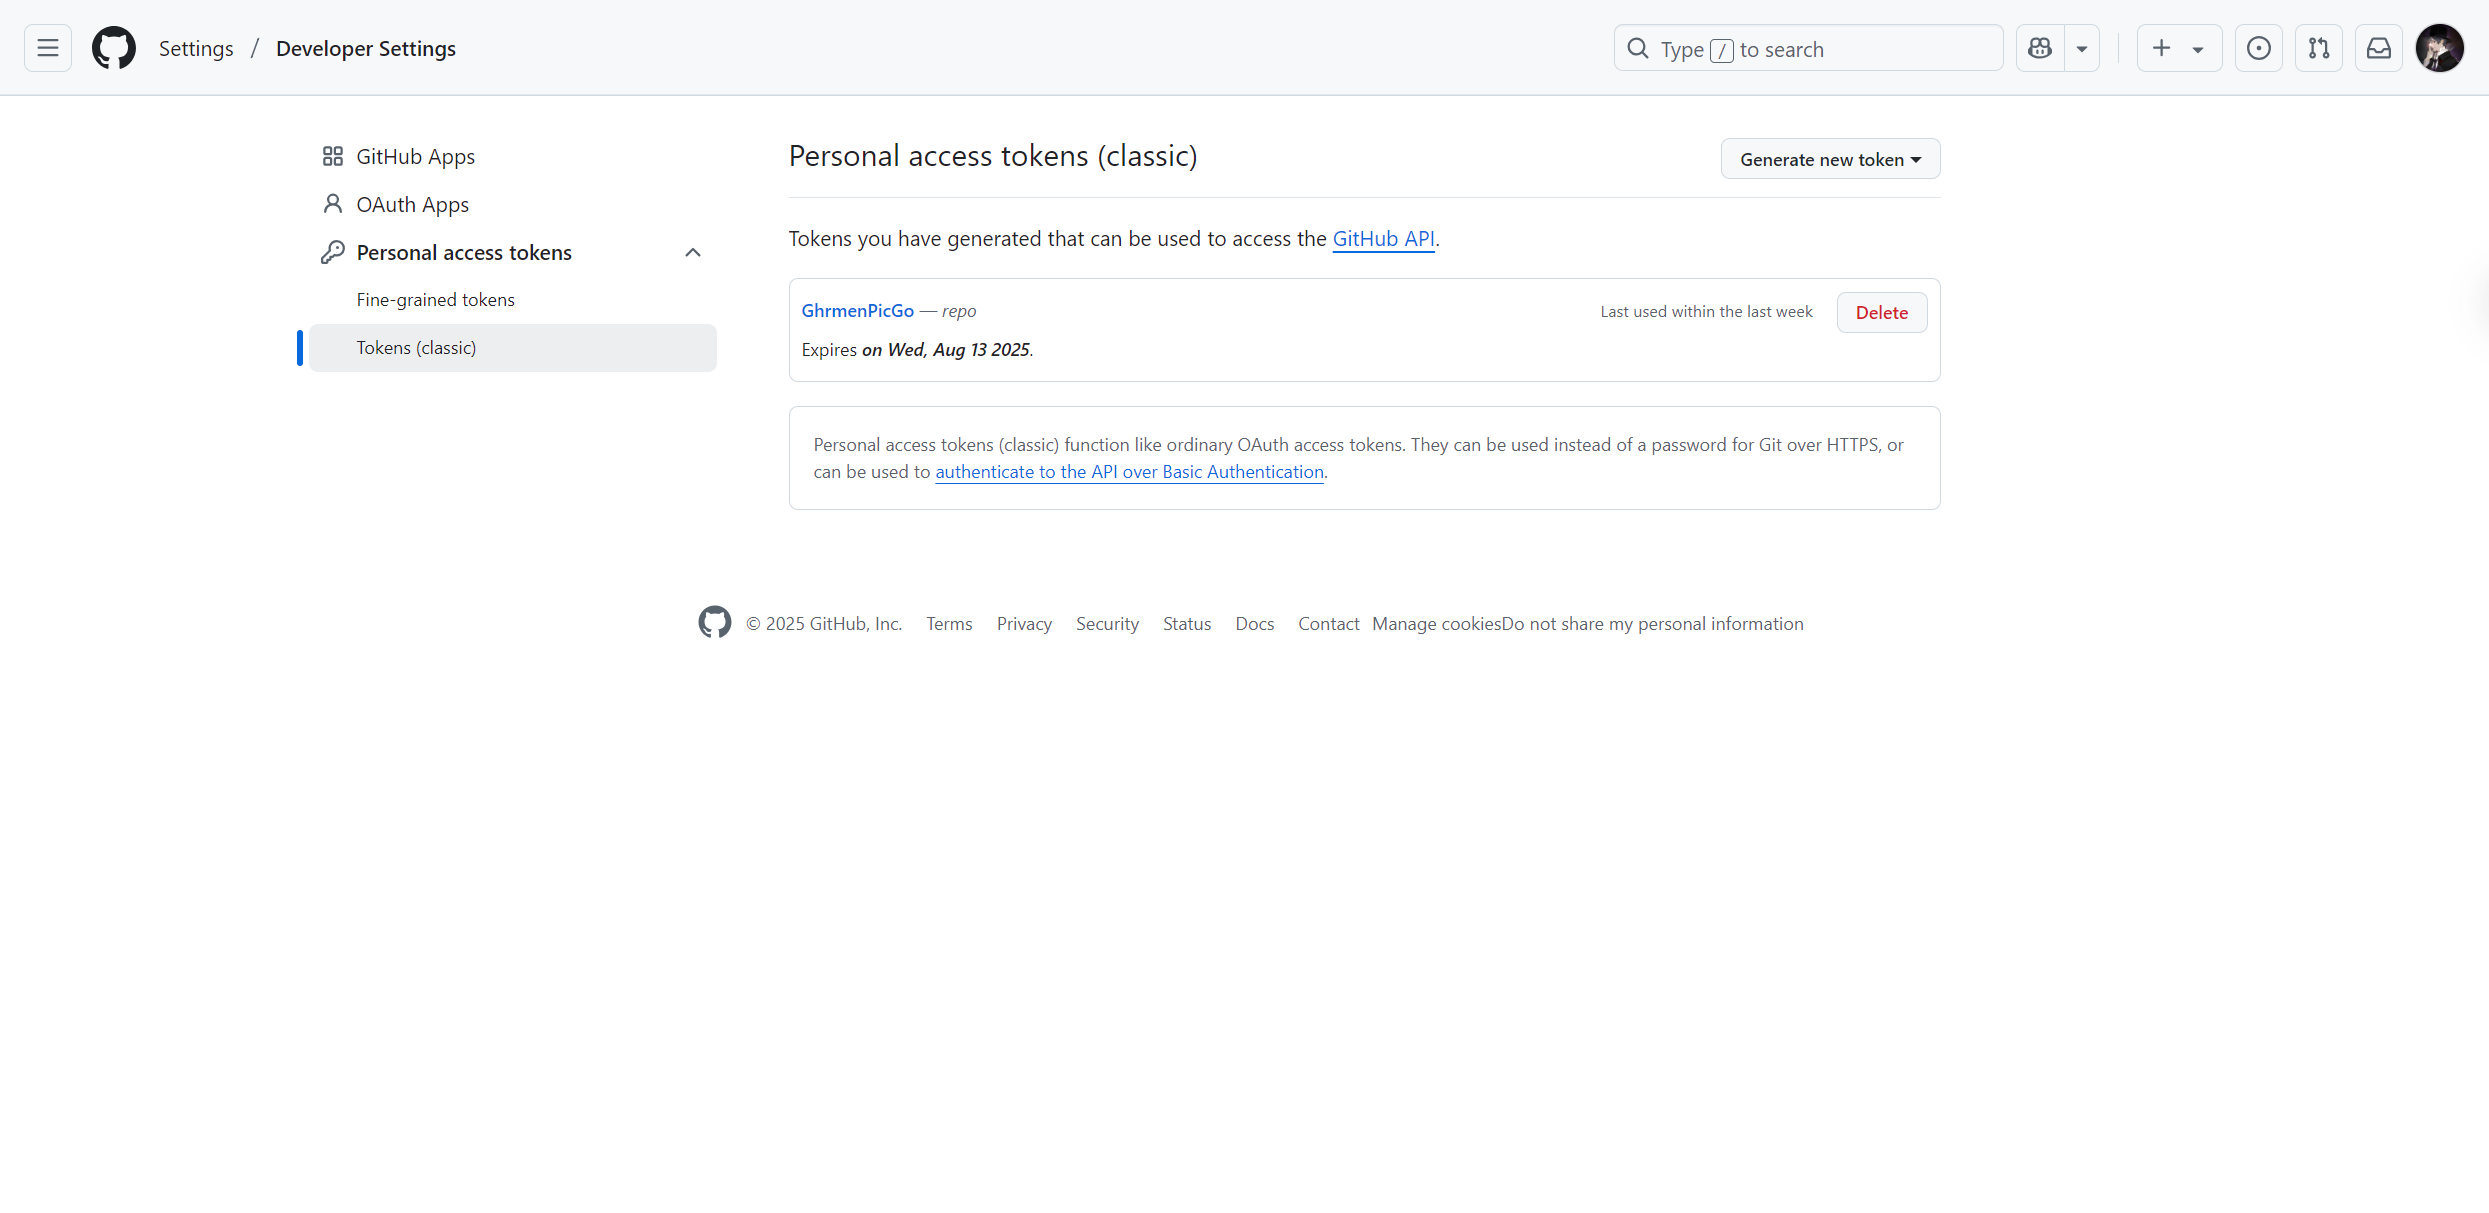 Settings / Developer Settings
Type / to search
GitHub Apps
OAuth Apps
Personal access tokens
Fine-grained tokens
Tokens (classic)
Personal access tokens (classic)
Generate new token
Tokens you have generated that can be used to access the GitHub API.
GhrmenPicGo — repo
Last used within the last week
Delete
Expires on Wed, Aug 13 2025.
Personal access tokens (classic) function like ordinary OAuth access tokens. They can be used instead of a password for Git over HTTPS, or
can be used to authenticate to the API over Basic Authentication.
© 2025 GitHub, Inc. Terms Privacy Security Status Docs Contact Manage cookiesDo not share my personal information